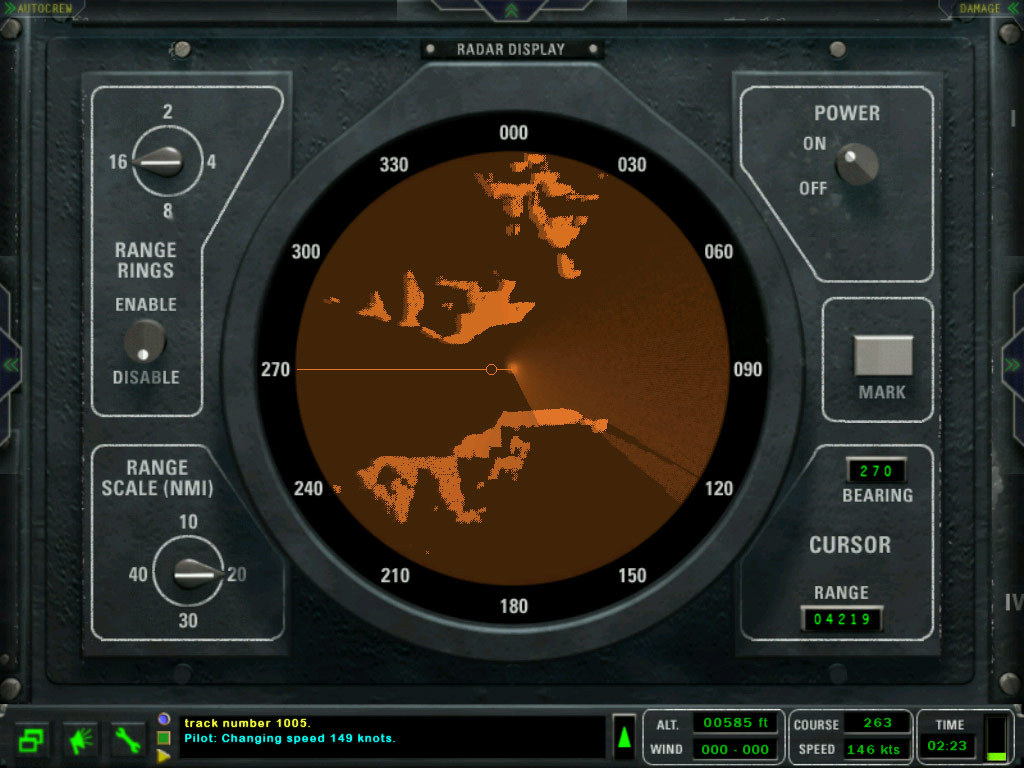 AUTOCREW
DAMAGE
RADAR DISPLAY
2
16
4
8
RANGE
RINGS
ENABLE
DISABLE
RANGE
SCALE (NMI)
10
40
20
30
000
330
030
300
060
270
090
240
120
210
150
180
POWER
ON
OFF
I
MARK
270
BEARING
CURSOR
RANGE
04219
IV
track number 1005.
Pilot: Changing speed 149 knots.
ALT. 00585 ft
WIND 000 - 000
COURSE 263
SPEED 146 kts
TIME
02:23